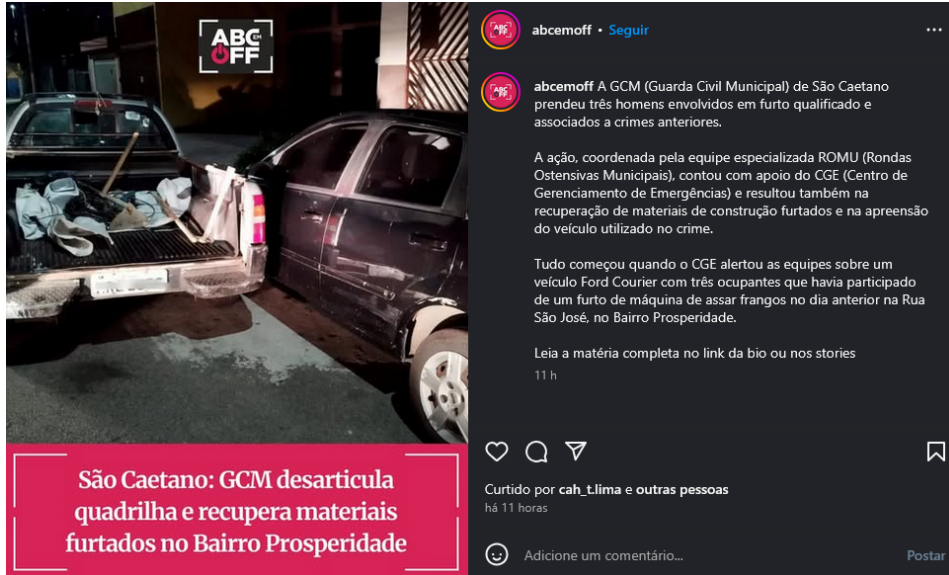 ABC
EM
OFF
São Caetano: GCM desarticula
quadrilha e recupera materiais
furtados no Bairro Prosperidade
abcemoff • Seguir
abcemoff A GCM (Guarda Civil Municipal) de São Caetano
prendeu três homens envolvidos em furto qualificado e
associados a crimes anteriores.
A ação, coordenada pela equipe especializada ROMU (Rondas
Ostensivas Municipais), contou com apoio do CGE (Centro de
Gerenciamento de Emergências) e resultou também na
recuperação de materiais de construção furtados e na apreensão
do veículo utilizado no crime.
Tudo começou quando o CGE alertou as equipes sobre um
veículo Ford Courier com três ocupantes que havia participado
de um furto de máquina de assar frangos no dia anterior na Rua
São José, no Bairro Prosperidade.
Leia a matéria completa no link da bio ou nos stories
11 h
Curtido por cah_t.lima e outras pessoas
há 11 horas
Adicione um comentário...
Postar